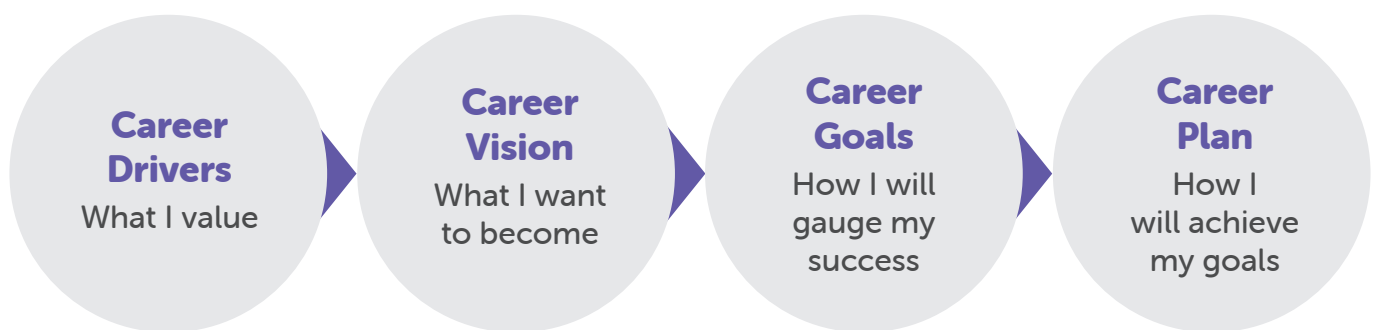 Career
Drivers
What I value
Career
Vision
What I want
to become
Career
Goals
How I will
gauge my
success
Career
Plan
How I
will achieve
my goals